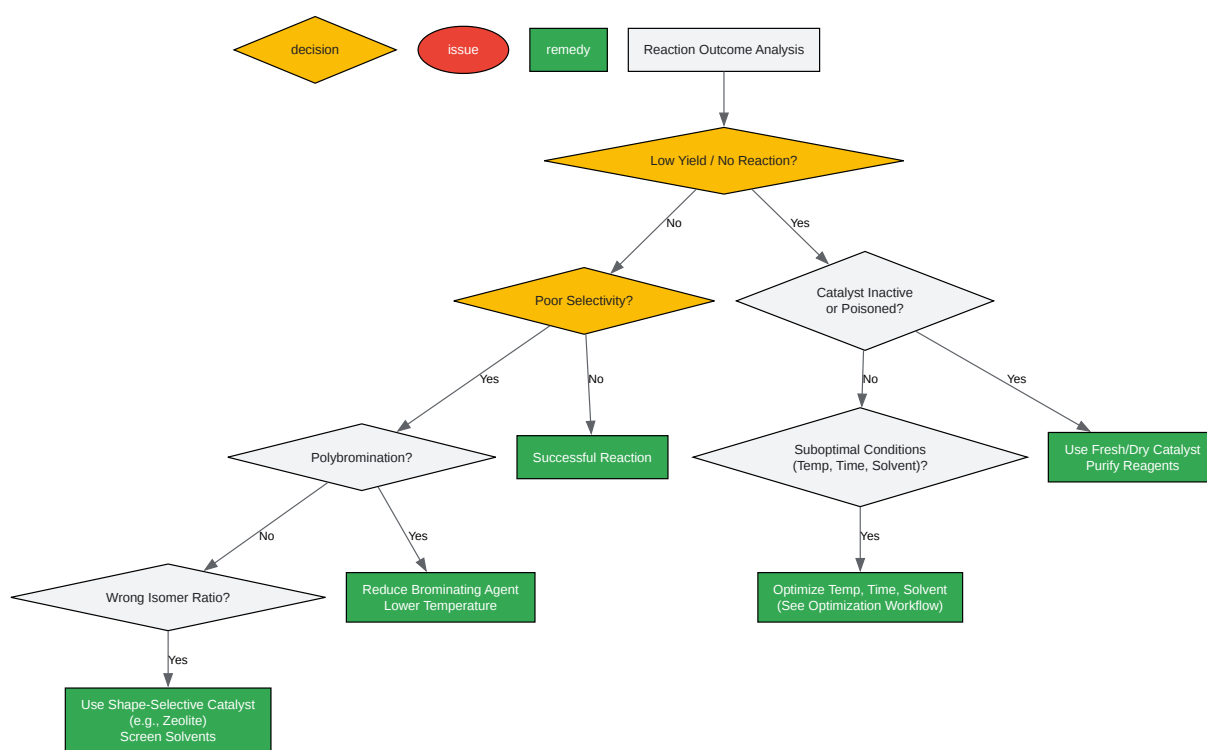 decision
issue
remedy
Reaction Outcome Analysis
Low Yield / No Reaction?
No
Yes
Poor Selectivity?
Catalyst Inactive
or Poisoned?
Yes
No
No
Yes
Polybromination?
Successful Reaction
Suboptimal Conditions
(Temp, Time, Solvent)?
Use Fresh/Dry Catalyst
Purify Reagents
No
Yes
Yes
Wrong Isomer Ratio?
Reduce Brominating Agent
Lower Temperature
Optimize Temp, Time, Solvent
(See Optimization Workflow)
Yes
Use Shape-Selective Catalyst
(e.g., Zeolite)
Screen Solvents